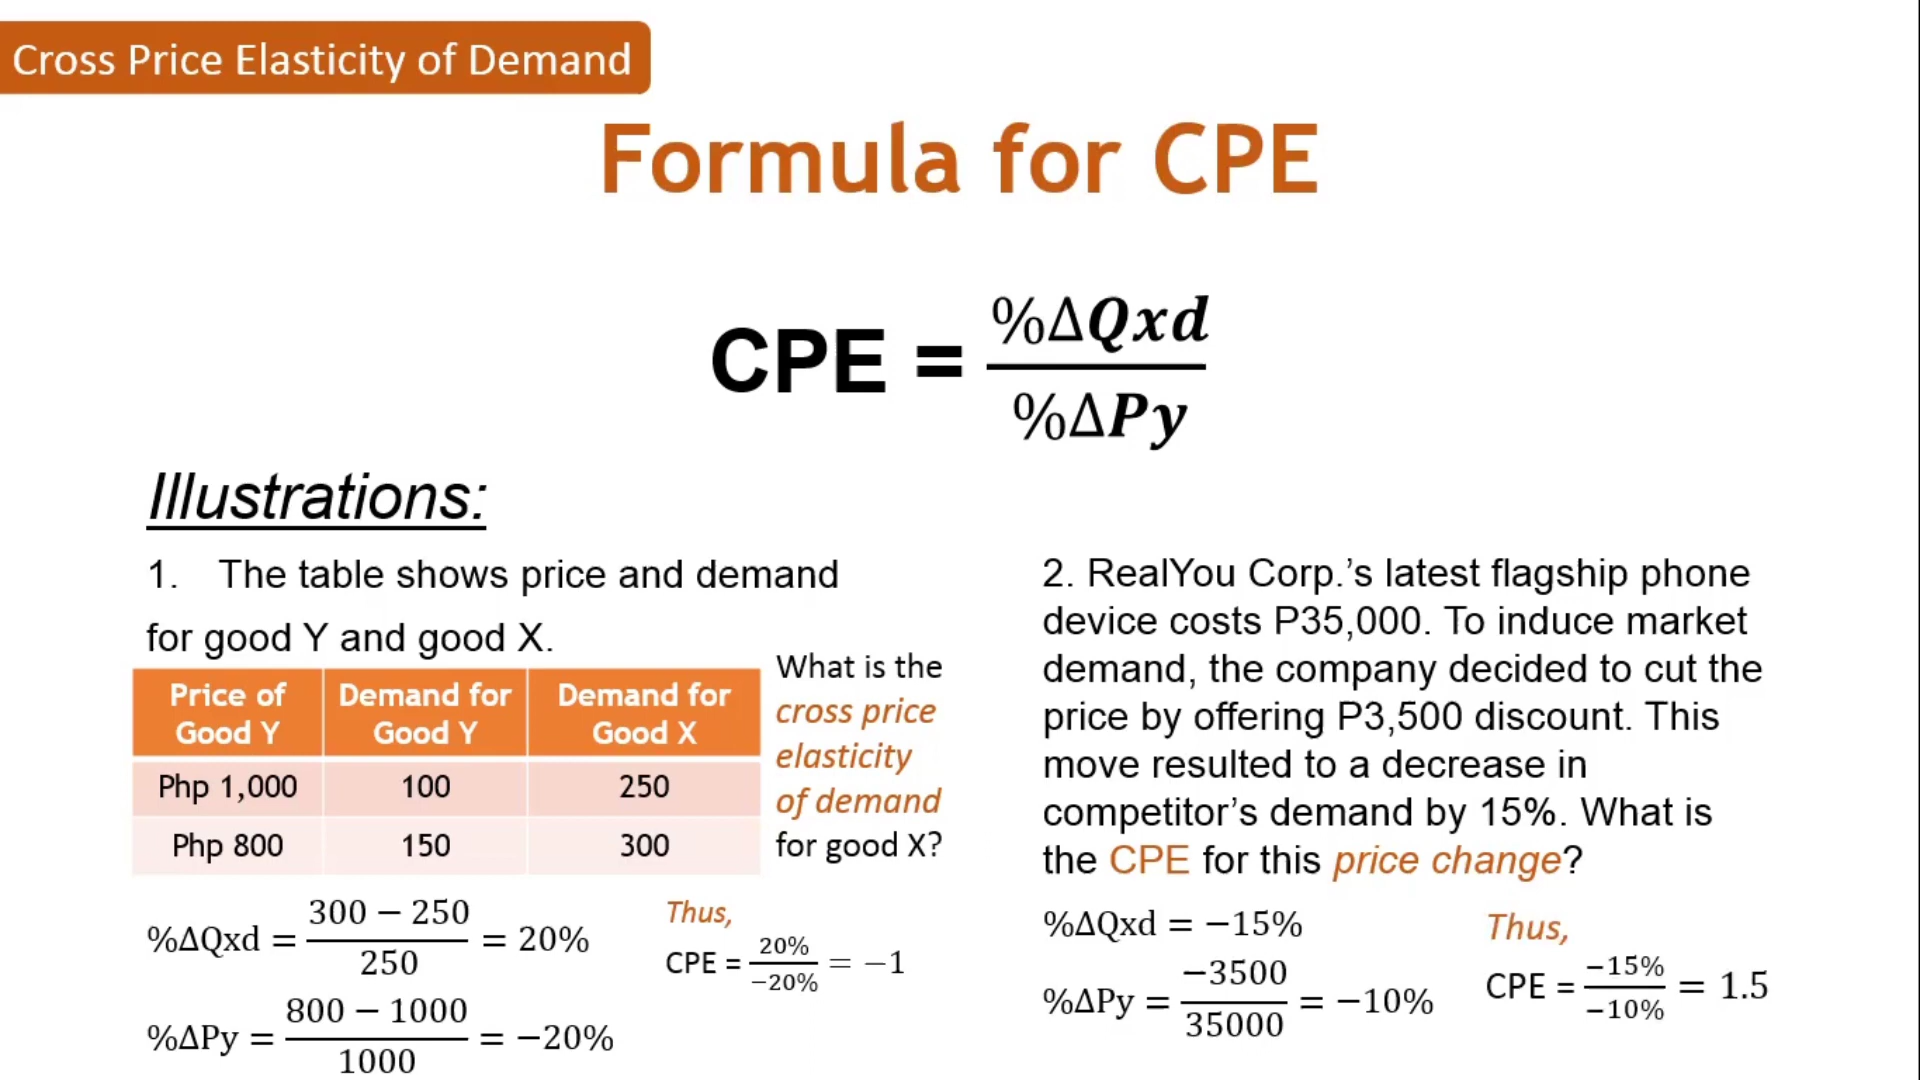 Cross Price Elasticity of Demand
Formula for CPE
CPE = %ΔQxd / %ΔPy
Illustrations:
1. The table shows price and demand
for good Y and good X.
Price of Good Y | Demand for Good Y | Demand for Good X
Php 1,000 | 100 | 250
Php 800 | 150 | 300
What is the
cross price
elasticity
of demand
for good X?
%ΔQxd = 300 − 250 / 250 = 20%
%ΔPy = 800 − 1000 / 1000 = −20%
Thus,
CPE = 20% / −20% = −1
2. RealYou Corp.’s latest flagship phone
device costs P35,000. To induce market
demand, the company decided to cut the
price by offering P3,500 discount. This
move resulted to a decrease in
competitor’s demand by 15%. What is
the CPE for this price change?
%ΔQxd = −15%
%ΔPy = −3500 / 35000 = −10%
Thus,
CPE = −15% / −10% = 1.5